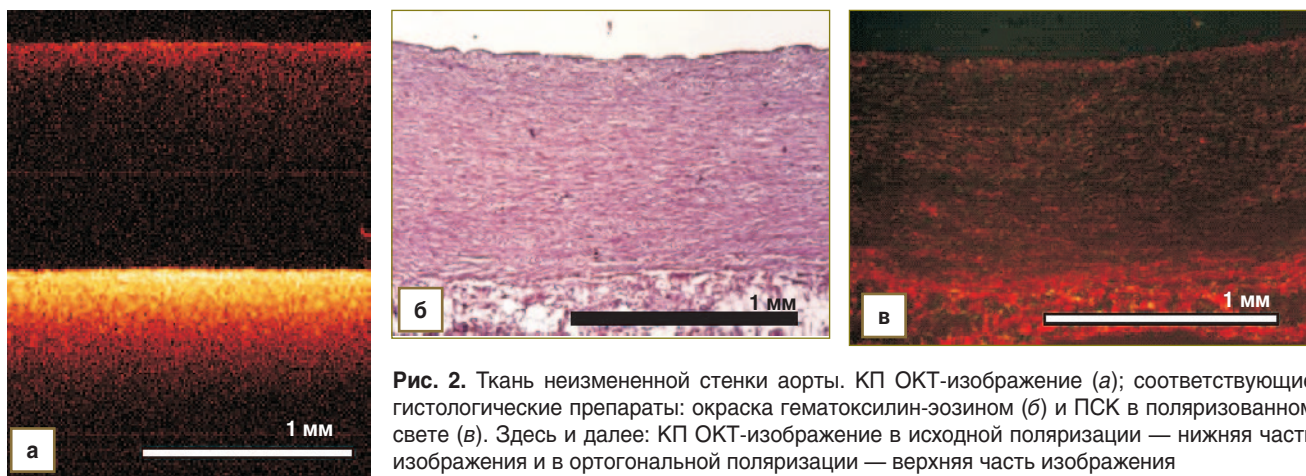 1 мм
а
1 мм
б
1 мм
в
Рис. 2. Ткань неизмененной стенки аорты. КП ОКТ-изображение (а); соответствующие
гистологические препараты: окраска гематоксилин-эозином (б) и ПСК в поляризованном
свете (в). Здесь и далее: КП ОКТ-изображение в исходной поляризации — нижняя часть
изображения и в ортогональной поляризации — верхняя часть изображения